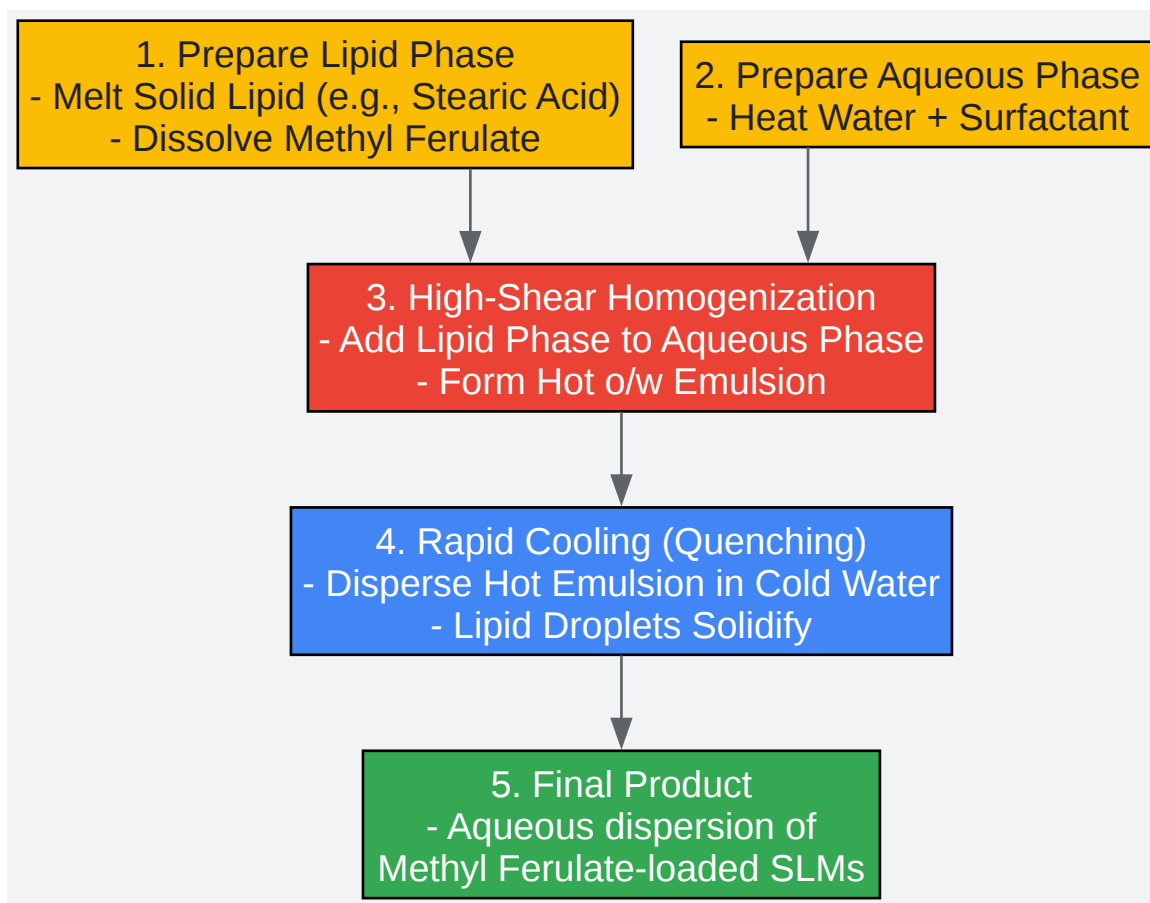 1. Prepare Lipid Phase
- Melt Solid Lipid (e.g., Stearic Acid)
- Dissolve Methyl Ferulate
2. Prepare Aqueous Phase
- Heat Water + Surfactant
3. High-Shear Homogenization
- Add Lipid Phase to Aqueous Phase
- Form Hot o/w Emulsion
4. Rapid Cooling (Quenching)
- Disperse Hot Emulsion in Cold Water
- Lipid Droplets Solidify
5. Final Product
- Aqueous dispersion of
Methyl Ferulate-loaded SLMs